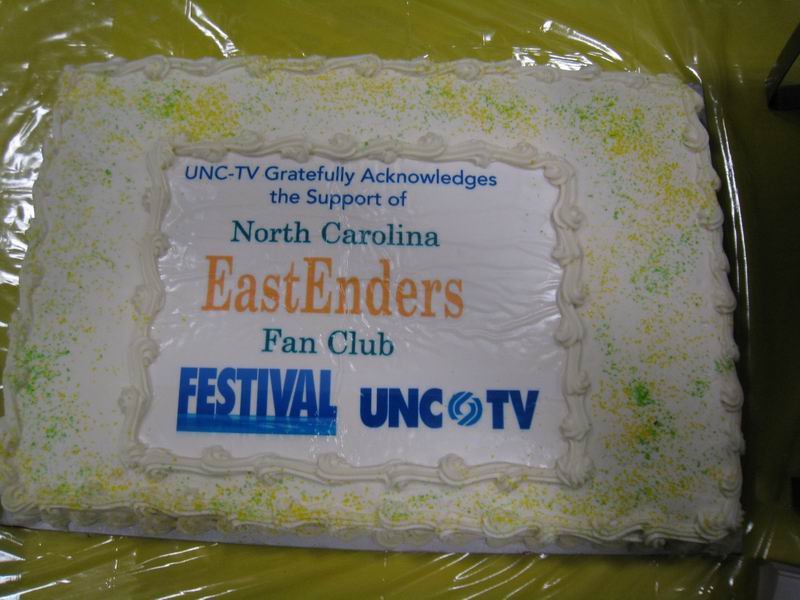 UNC-TV Gratefully Acknowledges
the Support of
North Carolina
EastEnders
Fan Club
FESTIVAL UNC TV